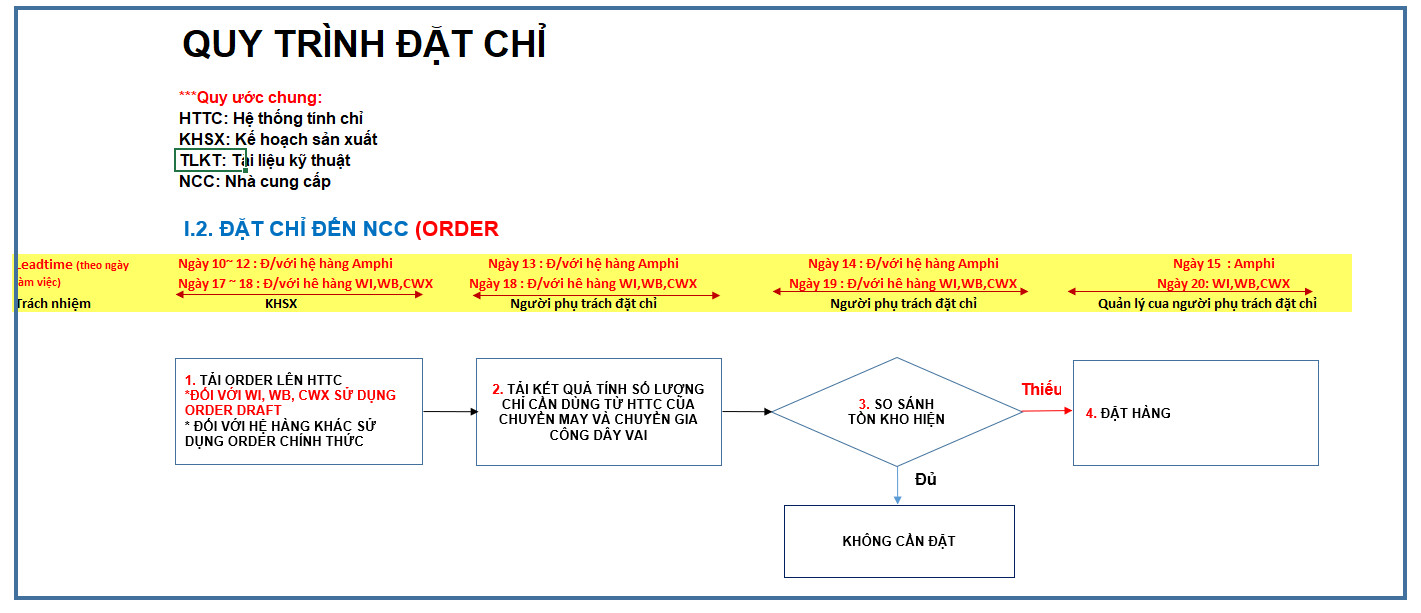 QUY TRÌNH ĐẶT CHỈ
***Quy ước chung:
HTTC: Hệ thống tính chỉ
KHSX: Kế hoạch sản xuất
TLKT: Tài liệu kỹ thuật
NCC: Nhà cung cấp
I.2. ĐẶT CHỈ ĐẾN NCC (ORDER
Leadtime (theo ngày
làm việc)
Trách nhiệm
Ngày 10~ 12 : Đ/với hệ hàng Amphi
Ngày 17 ~ 18 : Đ/với hê hàng WI,WB,CWX
KHSX
Ngày 13 : Đ/với hệ hàng Amphi
Ngày 18 : Đ/với hê hàng WI,WB,CWX
Người phụ trách đặt chỉ
Ngày 14 : Đ/với hệ hàng Amphi
Ngày 19 : Đ/với hê hàng WI,WB,CWX
Người phụ trách đặt chỉ
Ngày 15 : Amphi
Ngày 20: WI,WB,CWX
Quản lý cua người phụ trách đặt chỉ
1. TẢI ORDER LÊN HTTC
*ĐỐI VỚI WI, WB, CWX SỬ DỤNG
ORDER DRAFT
* ĐỐI VỚI HỆ HÀNG KHÁC SỬ
DỤNG ORDER CHÍNH THỨC
2. TẢI KẾT QUẢ TÍNH SỐ LƯỢNG
CHỈ CẦN DÙNG TỪ HTTC CỦA
CHUYỀN MAY VÀ CHUYỀN GIA
CÔNG DÂY VAI
3. SO SÁNH
TỒN KHO HIỆN
Thiếu
4. ĐẶT HÀNG
Đủ
KHÔNG CẦN ĐẶT